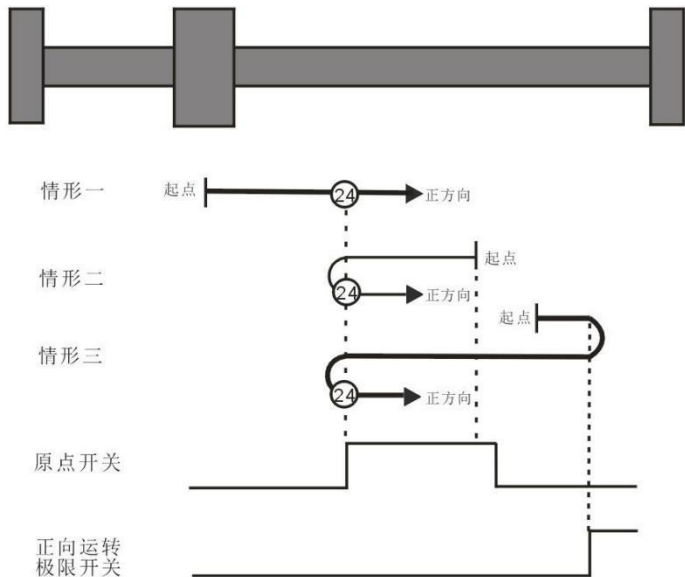 情形一
起点
24
正方向
起点
情形二
24
正方向
起点
情形三
24
正方向
原点开关
正向运转
极限开关